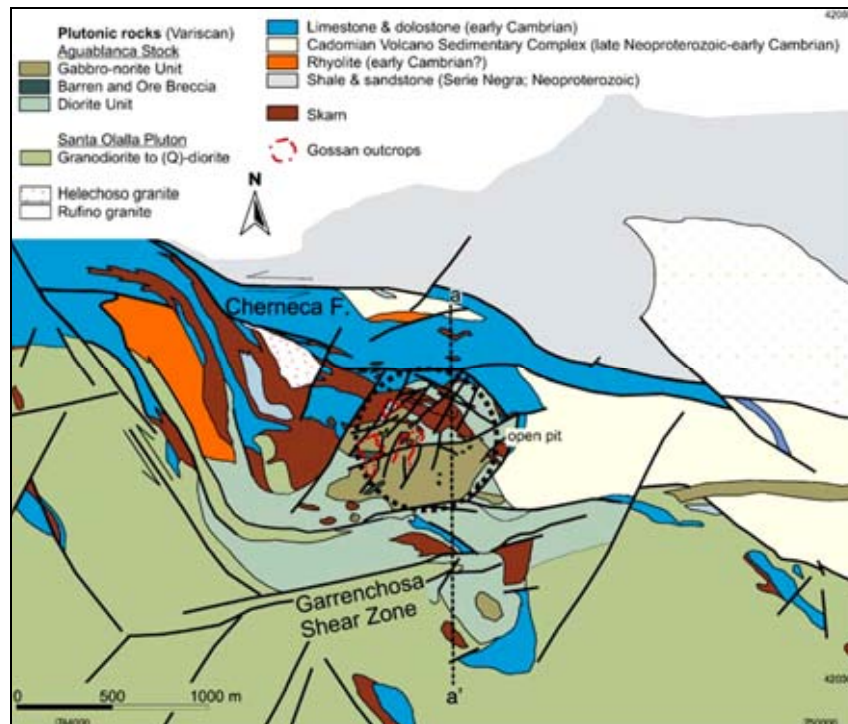 Plutonic rocks (Variscan)
Aguablanca Stock
Gabbro-norite Unit
Barren and Ore Breccia
Diorite Unit
Santa Olalla Pluton
Granodiorite to (Q)-diorite
Helechoso granite
Rufino granite
Limestone & dolostone (early Cambrian)
Cadomian Volcano Sedimentary Complex (late Neoproterozoic-early Cambrian)
Rhyolite (early Cambrian?)
Shale & sandstone (Serie Negra; Neoproterozoic)
Skarn
Gossan outcrops
N
Cherneca F.
a
open pit
Garrenchosa
Shear Zone
a'
0 500 1000 m